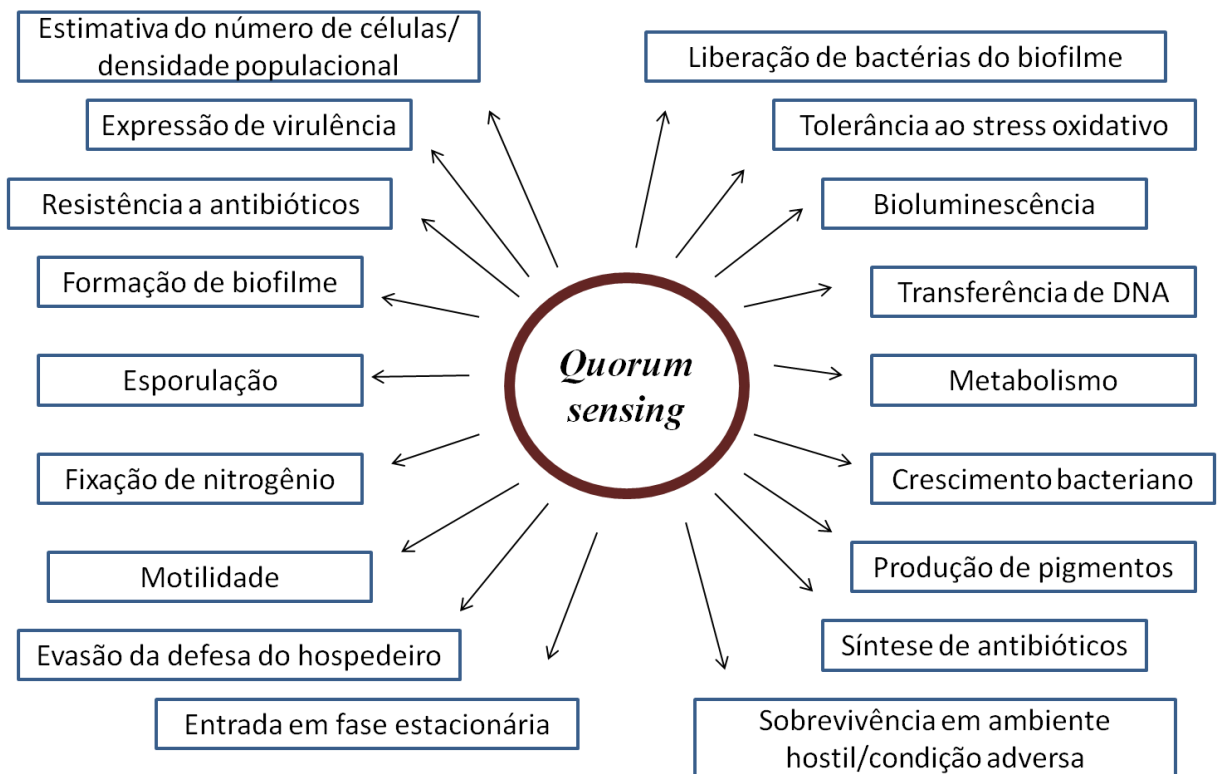 Estimativa do número de células/
densidade populacional
Expressão de virulência
Resistência a antibióticos
Formação de biofilme
Esporulação
Fixação de nitrogênio
Motilidade
Evasão da defesa do hospedeiro
Entrada em fase estacionária
Quorum
sensing
Liberação de bactérias do biofilme
Tolerância ao stress oxidativo
Bioluminescência
Transferência de DNA
Metabolismo
Crescimento bacteriano
Produção de pigmentos
Síntese de antibióticos
Sobrevivência em ambiente
hostil/condição adversa